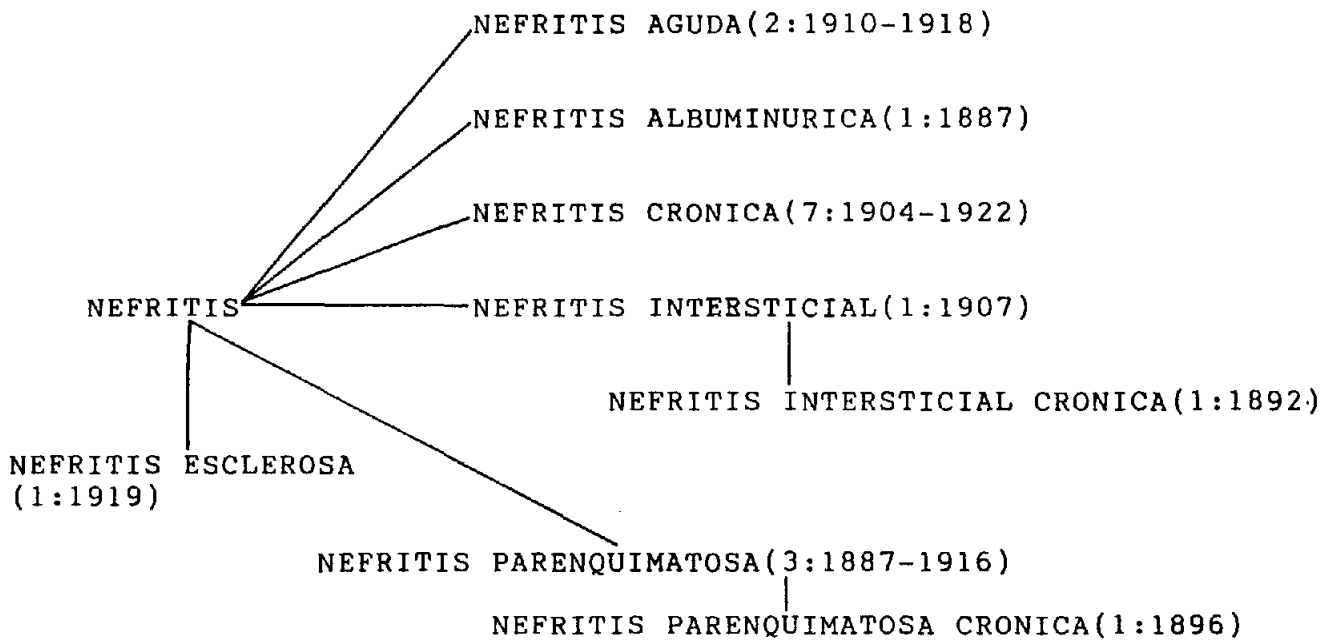 NEFRITIS AGUDA(2:1910-1918)
NEFRITIS ALBUMINURICA(1:1887)
NEFRITIS CRONICA(7:1904-1922)
NEFRITIS
NEFRITIS INTERSTICIAL(1:1907)
NEFRITIS INTERSTICIAL CRONICA(1:1892)
NEFRITIS ESCLEROSA
(1:1919)
NEFRITIS PARENQUIMATOSA(3:1887-1916)
NEFRITIS PARENQUIMATOSA CRONICA(1:1896)